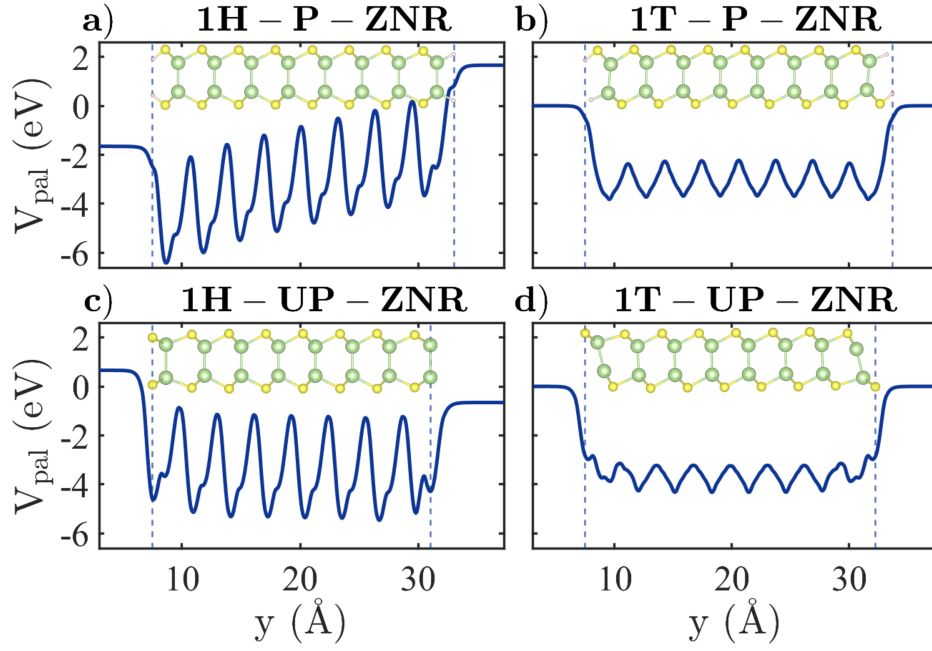 a) 1H – P – ZNR
b) 1T – P – ZNR
2
0
-2
-4
-6
V_pal (eV)
c) 1H – UP – ZNR
d) 1T – UP – ZNR
2
0
-2
-4
-6
V_pal (eV)
10 20 30
10 20 30
y (Å)
y (Å)